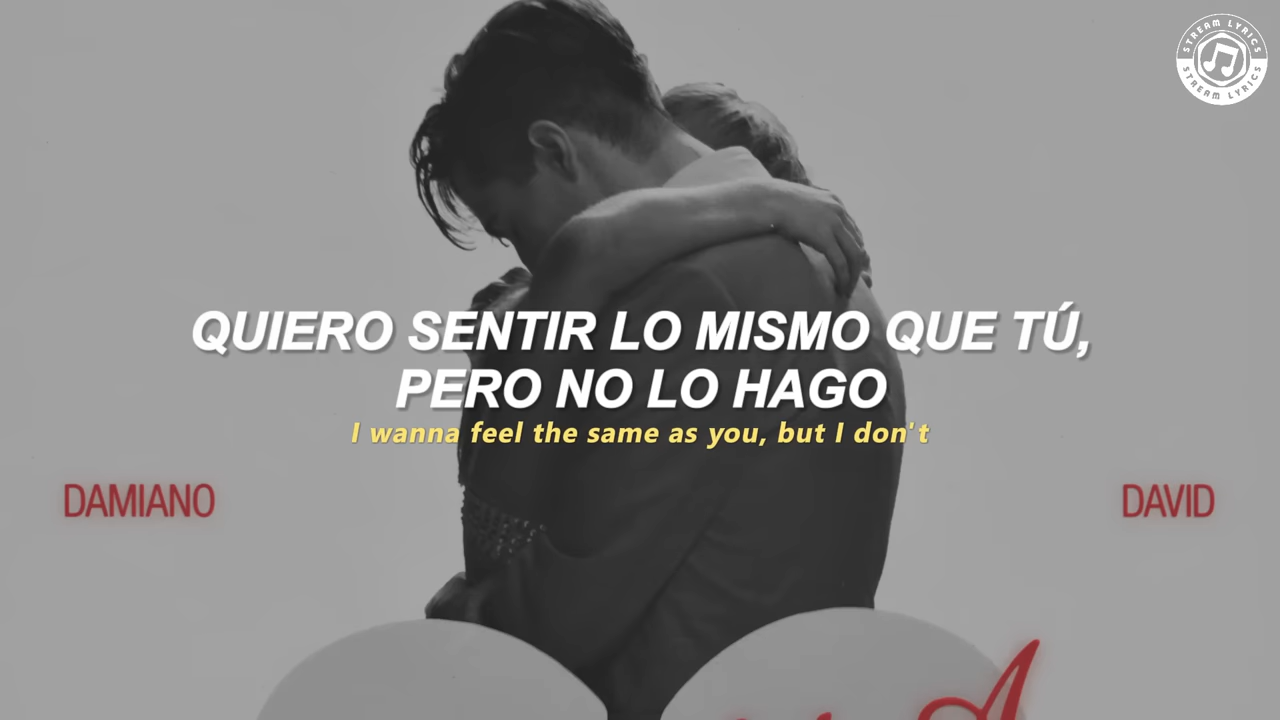 STREAM LYRICS
STREAM LYRICS
QUIERO SENTIR LO MISMO QUE TÚ,
PERO NO LO HAGO
I wanna feel the same as you, but I don't
DAMIANO
DAVID